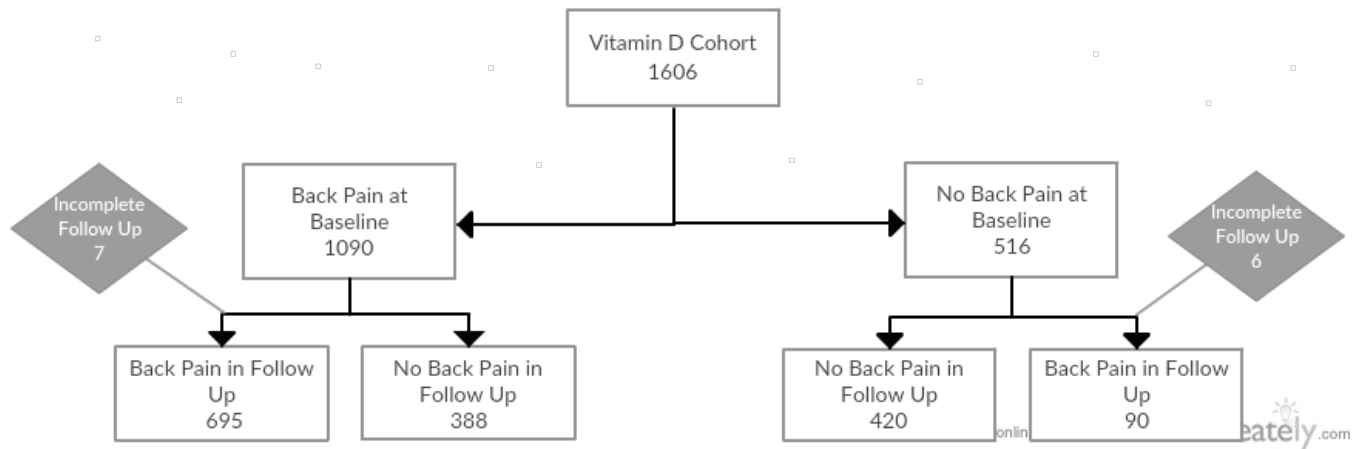 Vitamin D Cohort
1606
Incomplete
Follow Up
7
Back Pain at
Baseline
1090
No Back Pain at
Baseline
516
Incomplete
Follow Up
6
Back Pain in Follow
Up
695
No Back Pain in
Follow Up
388
No Back Pain in
Follow Up
420
Back Pain in Follow
Up
90
.com